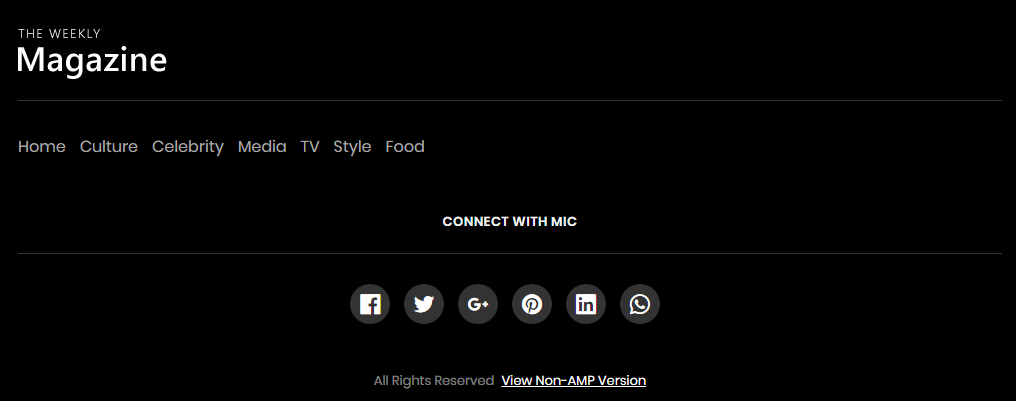 THE WEEKLY
Magazine
Home Culture Celebrity Media TV Style Food
CONNECT WITH MIC
All Rights Reserved View Non-AMP Version